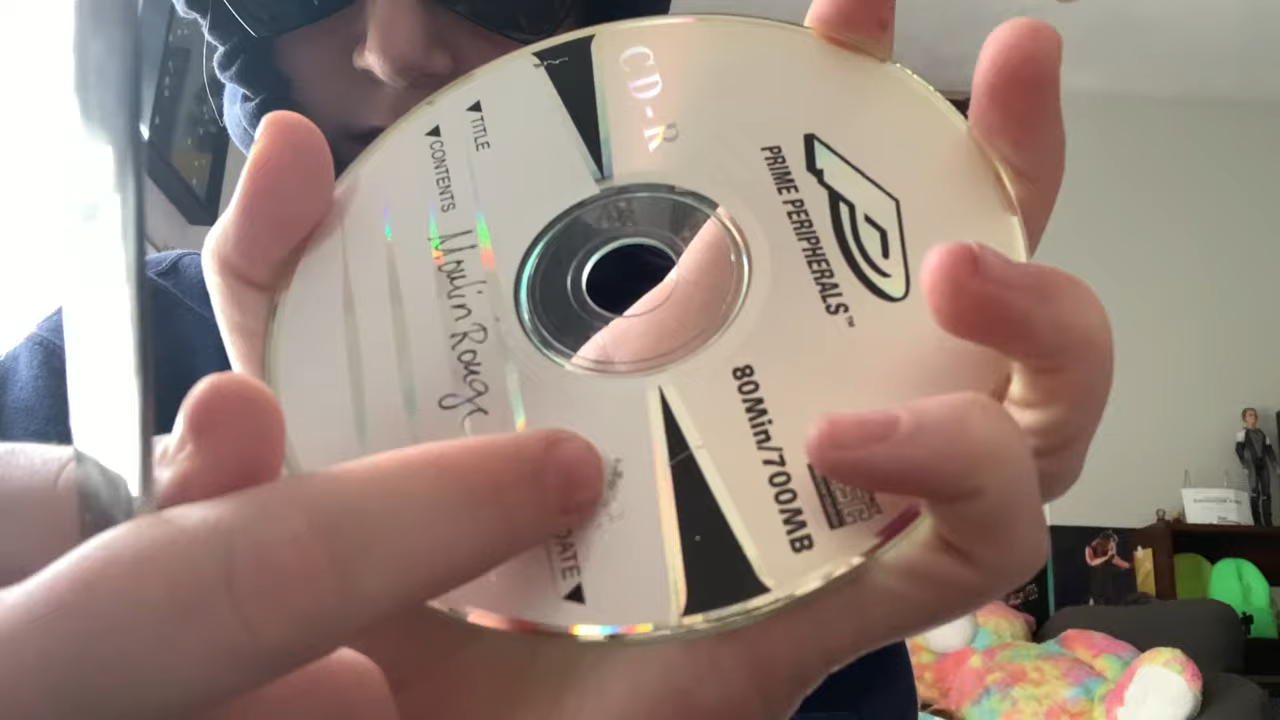 CD-R
PRIME PERIPHERALS™
TITLE
CONTENTS Moulin Rouge
80Min/700MB
DATE